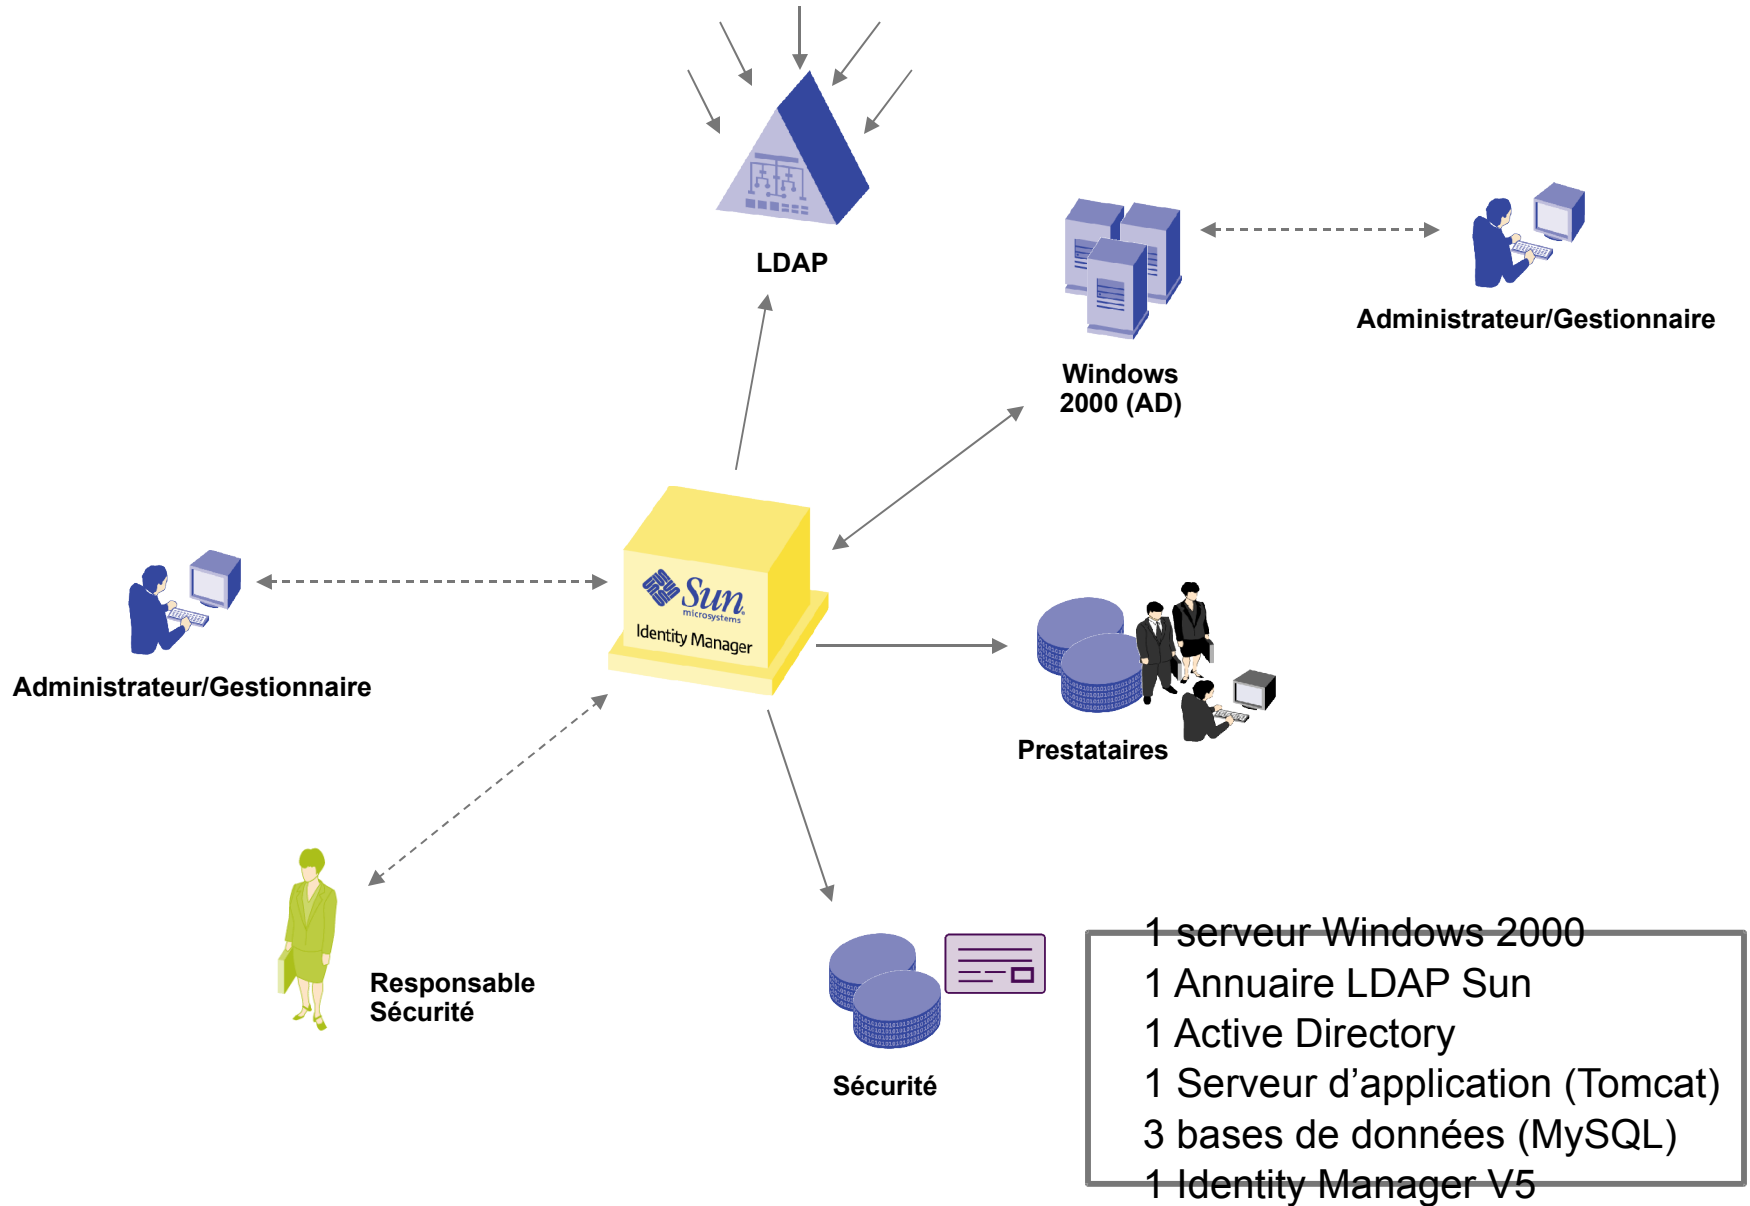 LDAP
Windows
2000 (AD)
Administrateur/Gestionnaire
Sun
microsystems
Identity Manager
Administrateur/Gestionnaire
Prestataires
Responsable
Sécurité
Sécurité
1 serveur Windows 2000
1 Annuaire LDAP Sun
1 Active Directory
1 Serveur d’application (Tomcat)
3 bases de données (MySQL)
1 Identity Manager V5